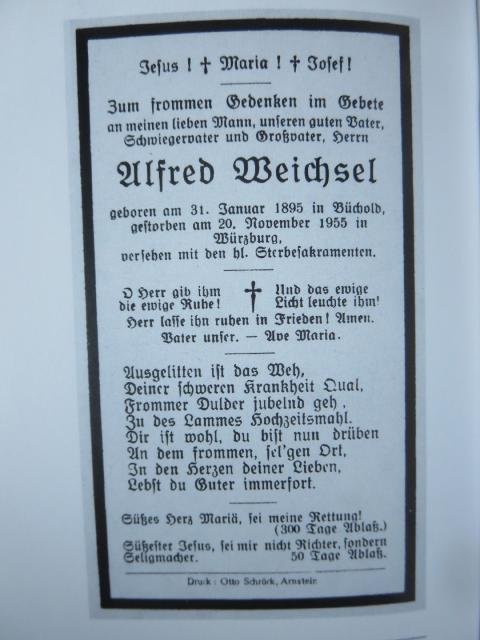 Jesus ! ✝ Maria ! ✝ Josef !
Zum frommen Gedenken im Gebete
an meinen lieben Mann, unseren guten Vater,
Schwiegervater und Großvater, Herrn
Alfred Weichsel
geboren am 31. Januar 1895 in Büchold,
gestorben am 20. November 1955 in
Würzburg,
versehen mit den hl. Sterbesakramenten.
O Herr gib ihm
die ewige Ruhe!
✝
Und das ewige
Licht leuchte ihm!
Herr lasse ihn ruhen in Frieden! Amen.
Vater unser. — Ave Maria.
Ausgelitten ist das Weh,
Deiner schweren Krankheit Qual,
Frommer Dulder jubelnd geh ,
Zu des Lammes Hochzeitsmahl.
Dir ist wohl, du bist nun drüben
An dem frommen, sel'gen Ort,
In den Herzen deiner Lieben,
Lebst du Guter immerfort.
Süßes Herz Mariä, sei meine Rettung!
(300 Tage Ablaß.)
Süßester Jesus, sei mir nicht Richter, sondern
Seligmacher. 50 Tage Ablaß.
Druck : Otto Schröck, Arnstein